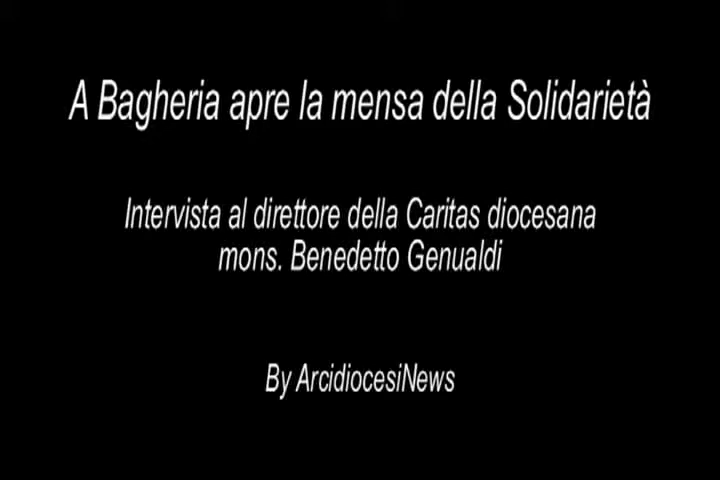 A Bagheria apre la mensa della Solidarietà
Intervista al direttore della Caritas diocesana
mons. Benedetto Genualdi
By ArcidiocesiNews